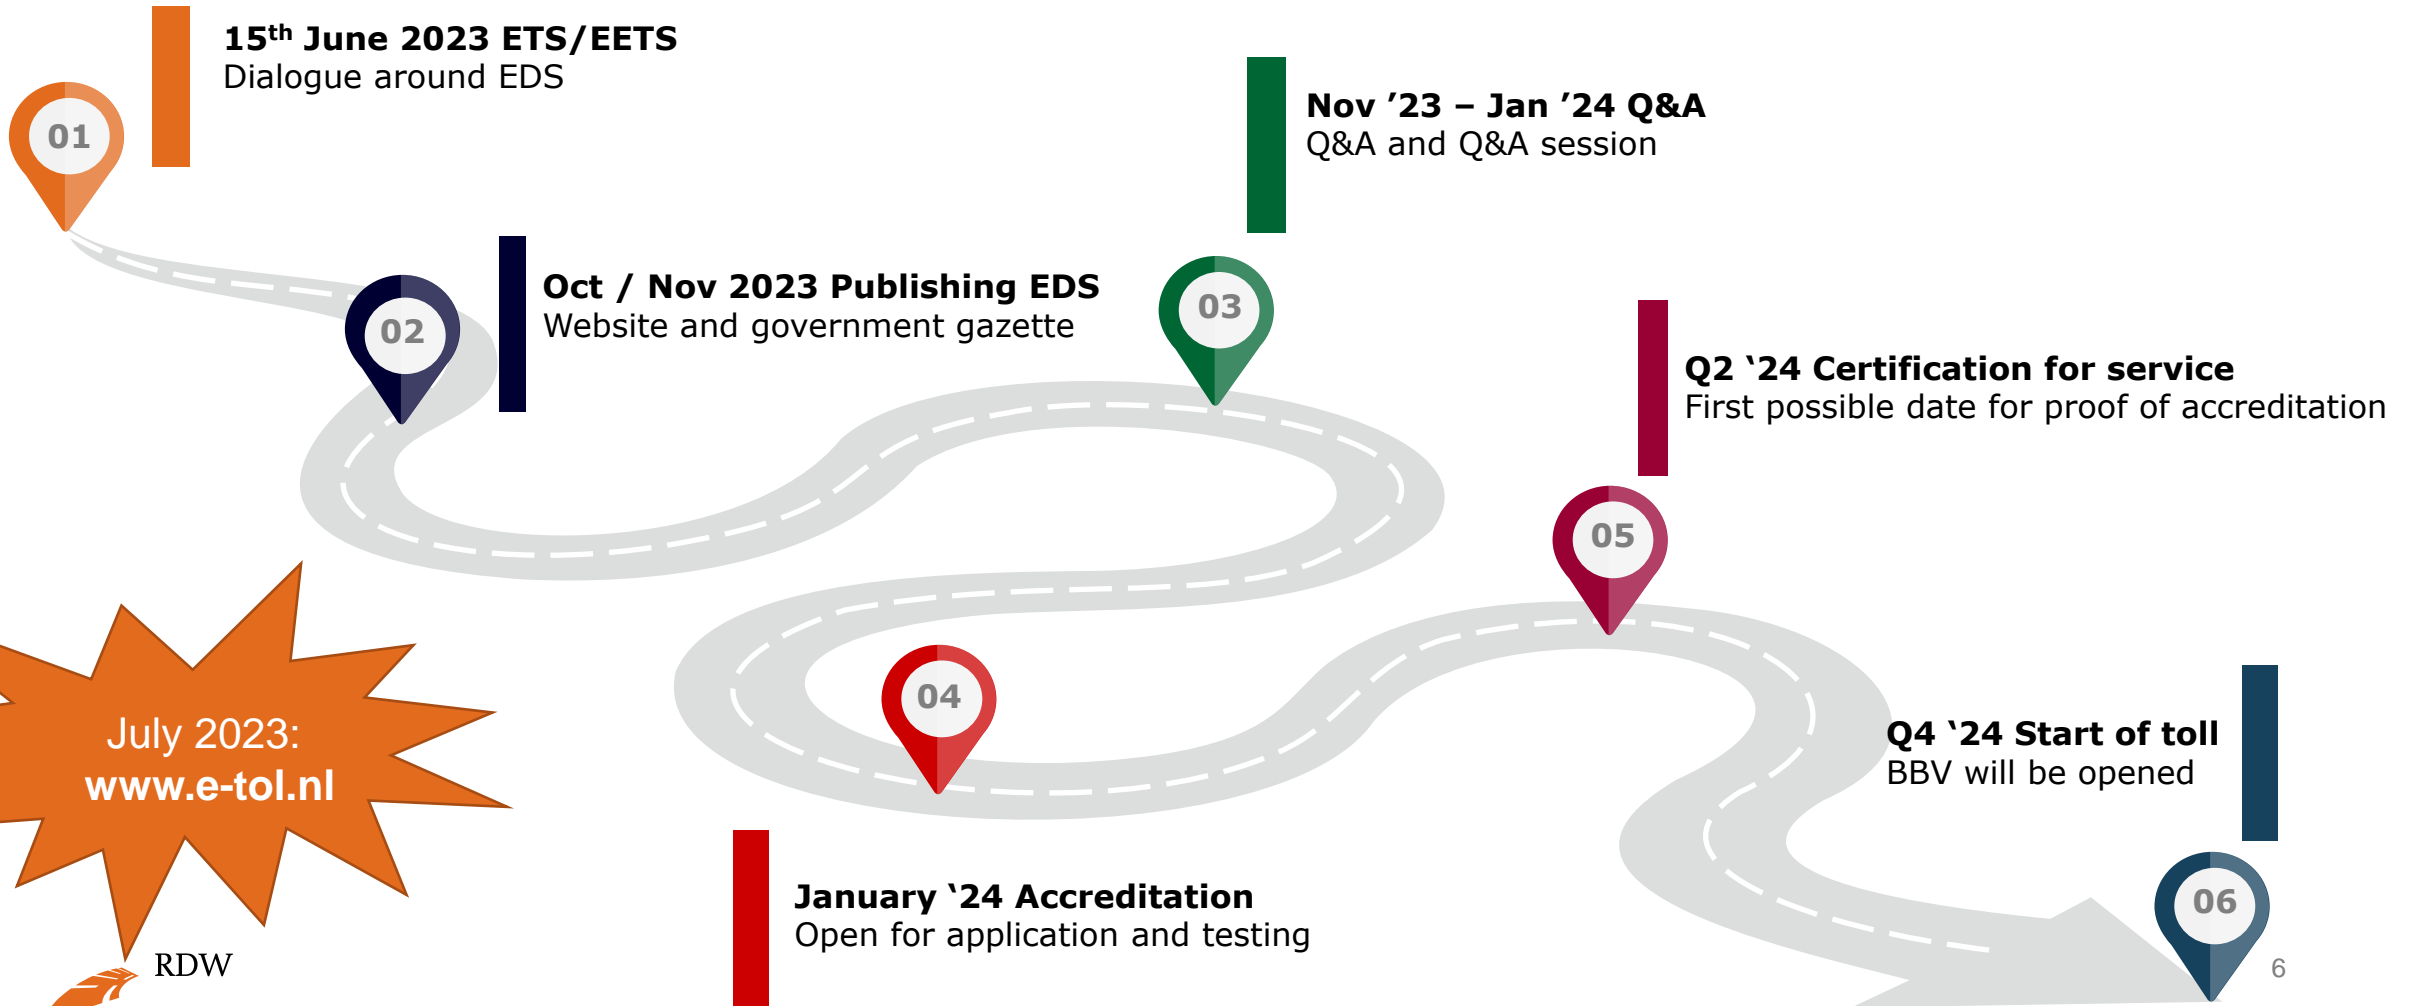 01
15th June 2023 ETS/EETS
Dialogue around EDS
02
Oct / Nov 2023 Publishing EDS
Website and government gazette
03
Nov ’23 – Jan ’24 Q&A
Q&A and Q&A session
04
January ‘24 Accreditation
Open for application and testing
05
Q2 ‘24 Certification for service
First possible date for proof of accreditation
06
Q4 ‘24 Start of toll
BBV will be opened
July 2023:
www.e-tol.nl
RDW
6